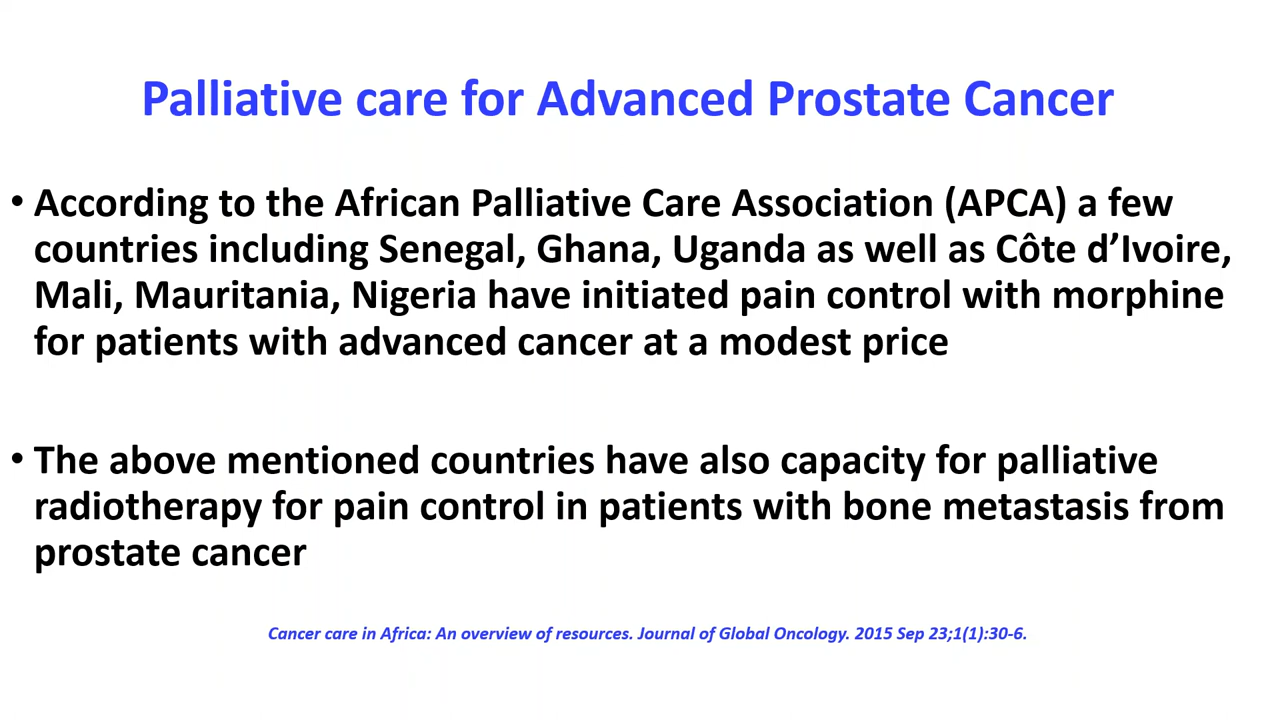 Palliative care for Advanced Prostate Cancer
• According to the African Palliative Care Association (APCA) a few
countries including Senegal, Ghana, Uganda as well as Côte d’Ivoire,
Mali, Mauritania, Nigeria have initiated pain control with morphine
for patients with advanced cancer at a modest price
• The above mentioned countries have also capacity for palliative
radiotherapy for pain control in patients with bone metastasis from
prostate cancer
Cancer care in Africa: An overview of resources. Journal of Global Oncology. 2015 Sep 23;1(1):30-6.